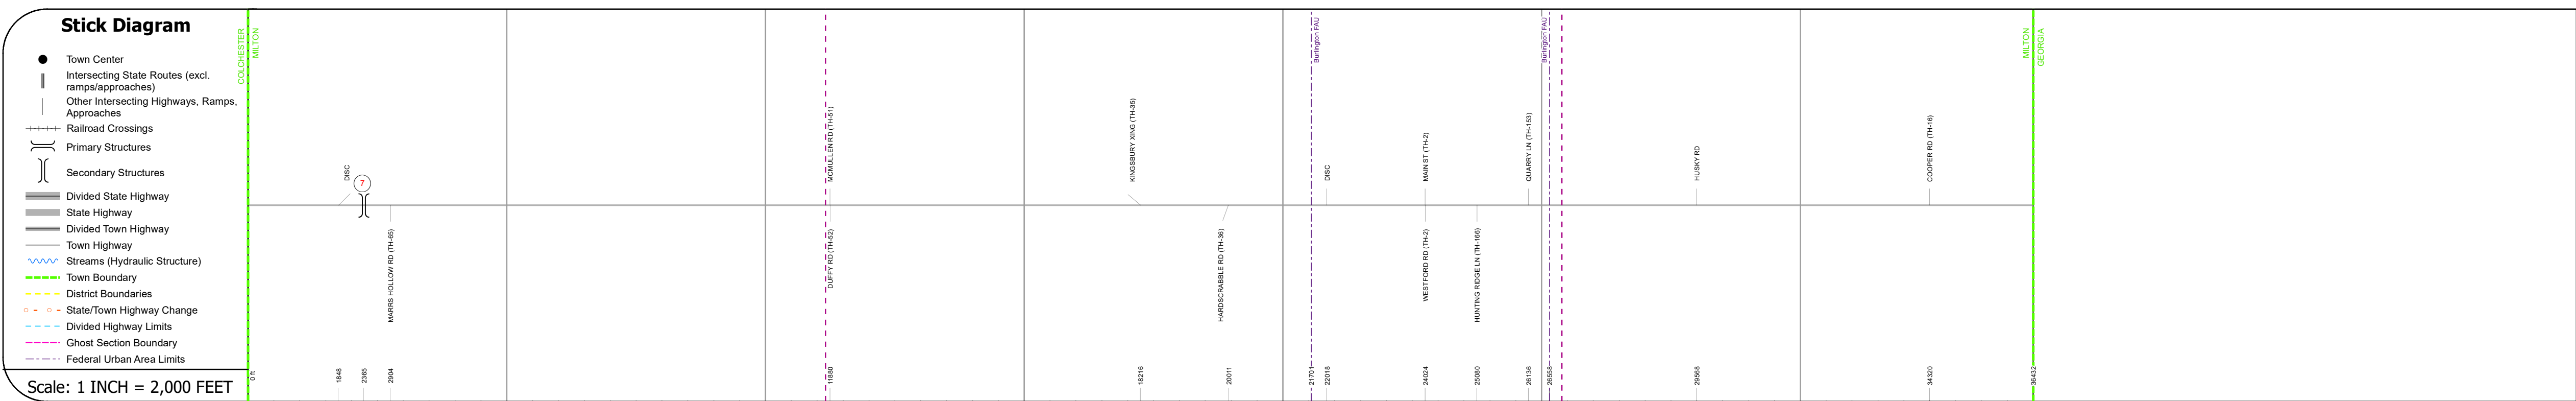 Stick Diagram
Town Center
Intersecting State Routes (excl.
ramps/approaches)
Other Intersecting Highways, Ramps,
Approaches
Railroad Crossings
Primary Structures
Secondary Structures
Divided State Highway
State Highway
Divided Town Highway
Town Highway
Streams (Hydraulic Structure)
Town Boundary
District Boundaries
State/Town Highway Change
Divided Highway Limits
Ghost Section Boundary
Federal Urban Area Limits
Scale: 1 INCH = 2,000 FEET
COLCHESTER
MILTON
DISC
7
MARRS HOLLOW RD (TH-65)
MCMULLEN RD (TH-51)
DUFFY RD (TH-52)
KINGSBURY XING (TH-35)
HARDSCRABBLE RD (TH-36)
Burlington FAU
DISC
MAIN ST (TH-2)
WESTFORD RD (TH-2)
HUNTING RIDGE LN (TH-166)
QUARRY LN (TH-153)
Burlington FAU
HUSKY RD
COOPER RD (TH-16)
MILTON
GEORGIA
0 ft
1848
2365
2904
11880
18216
20011
21701
22018
24024
25080
26136
26558
29568
34320
36432